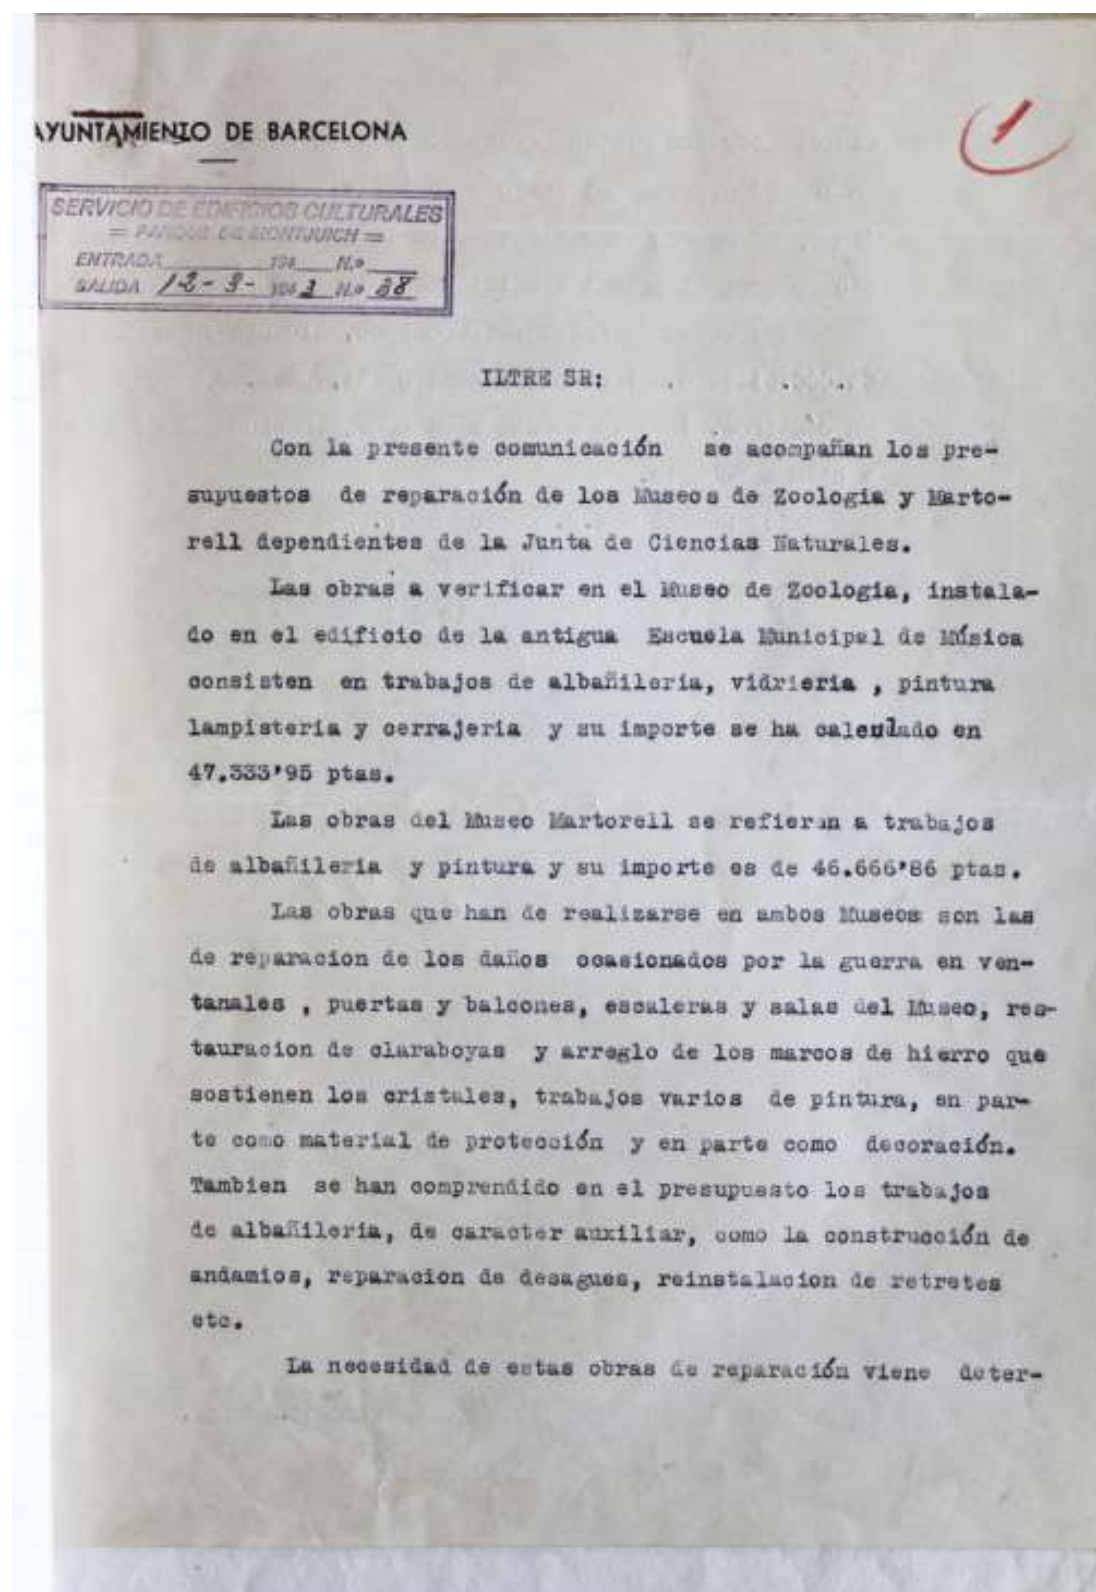 AYUNTAMIENTO DE BARCELONA
1
SERVICIO DE EDIFICIOS CULTURALES
= PARQUE DE MONTJUICH =
ENTRADA 194 N.o
SALIDA 12-3- 194 3 N.o 38
ILTRE SR:
Con la presente comunicación se acompañan los pre-
supuestos de reparación de los Museos de Zoologia y Marto-
rell dependientes de la Junta de Ciencias Naturales.
Las obras a verificar en el Museo de Zoologia, instala-
do en el edificio de la antigua Escuela Municipal de Música
consisten en trabajos de albañileria, vidrieria , pintura
lampisteria y cerrajeria y su importe se ha calculado en
47.333'95 ptas.
Las obras del Museo Martorell se refieren a trabajos
de albañileria y pintura y su importe es de 46.666'86 ptas.
Las obras que han de realizarse en ambos Museos son las
de reparacion de los daños ocasionados por la guerra en ven-
tanales , puertas y balcones, escaleras y salas del Museo, res-
tauracion de claraboyas y arreglo de los marcos de hierro que
sostienen los cristales, trabajos varios de pintura, en par-
te como material de protección y en parte como decoración.
Tambien se han comprendido en el presupuesto los trabajos
de albañileria, de caracter auxiliar, como la construcción de
andamios, reparacion de desagues, reinstalacion de retretes
etc.
La necesidad de estas obras de reparación viene deter-